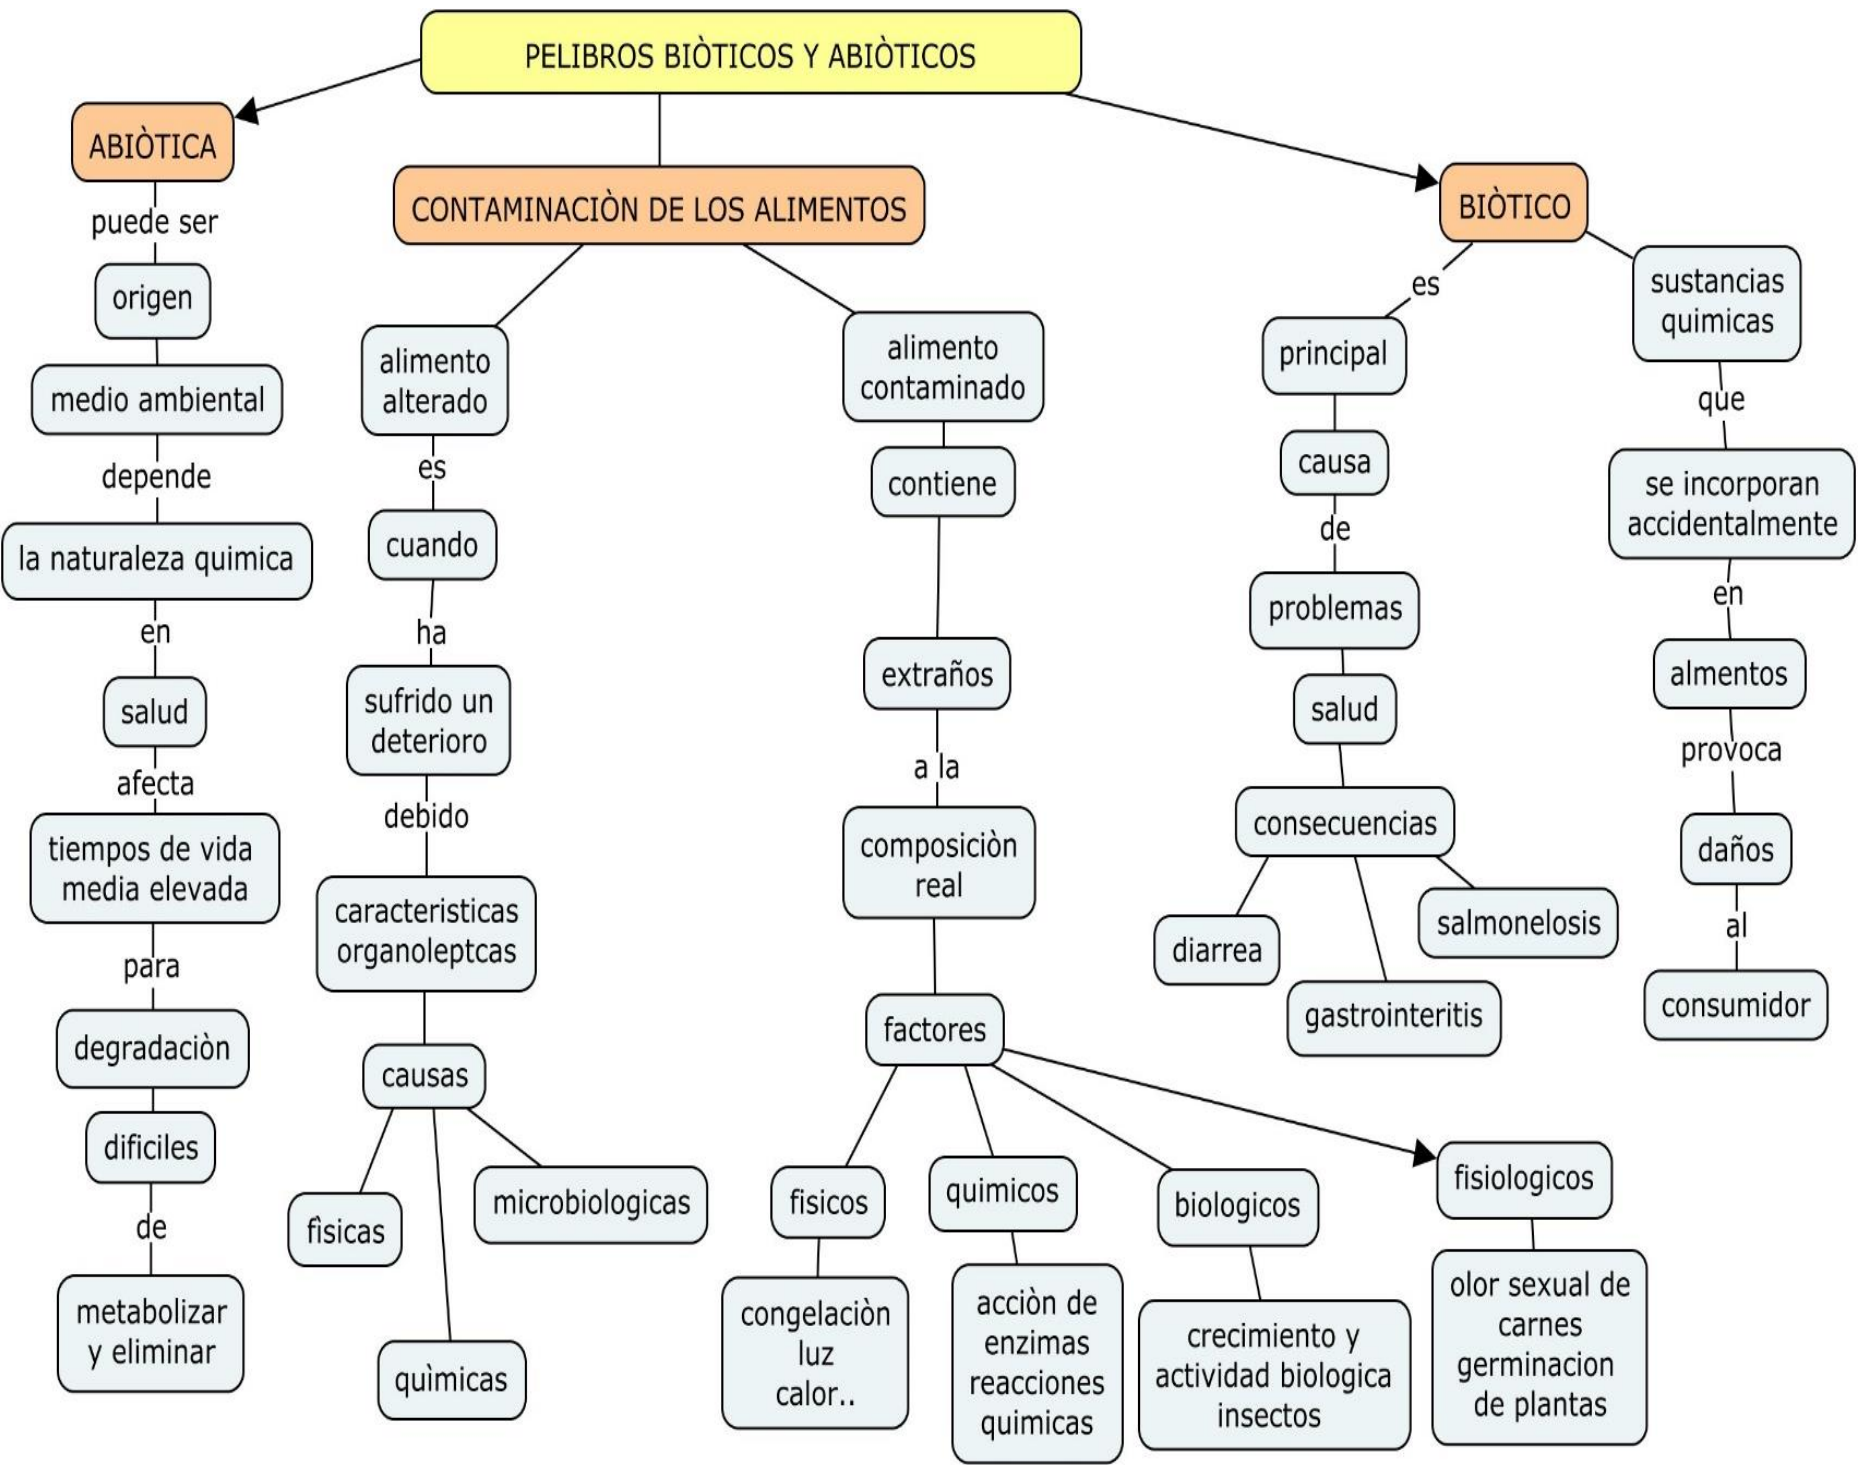 PELIBROS BIÒTICOS Y ABIÒTICOS
ABIÒTICA
puede ser
origen
medio ambiental
depende
la naturaleza quimica
en
salud
afecta
tiempos de vida
media elevada
para
degradaciòn
dificiles
de
metabolizar
y eliminar
CONTAMINACIÒN DE LOS ALIMENTOS
alimento
alterado
es
cuando
ha
sufrido un
deterioro
debido
caracteristicas
organoleptcas
causas
fìsicas
quìmicas
microbiologicas
alimento
contaminado
contiene
extraños
a la
composiciòn
real
factores
fisicos
congelaciòn
luz
calor..
quimicos
acciòn de
enzimas
reacciones
quimicas
biologicos
crecimiento y
actividad biologica
insectos
fisiologicos
olor sexual de
carnes
germinacion
de plantas
BIÒTICO
es
principal
causa
de
problemas
salud
consecuencias
diarrea
gastrointeritis
salmonelosis
sustancias
quimicas
que
se incorporan
accidentalmente
en
almentos
provoca
daños
al
consumidor